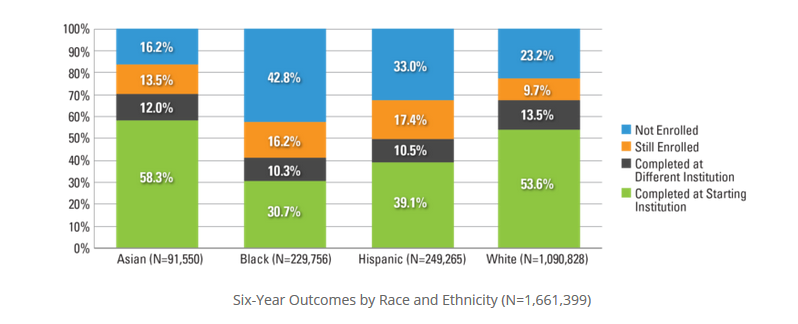 100%
90%
80%
70%
60%
50%
40%
30%
20%
10%
0%
16.2%
13.5%
12.0%
58.3%
42.8%
16.2%
10.3%
30.7%
33.0%
17.4%
10.5%
39.1%
23.2%
9.7%
13.5%
53.6%
Asian (N=91,550)
Black (N=229,756)
Hispanic (N=249,265)
White (N=1,090,828)
Not Enrolled
Still Enrolled
Completed at
Different Institution
Completed at Starting
Institution
Six-Year Outcomes by Race and Ethnicity (N=1,661,399)